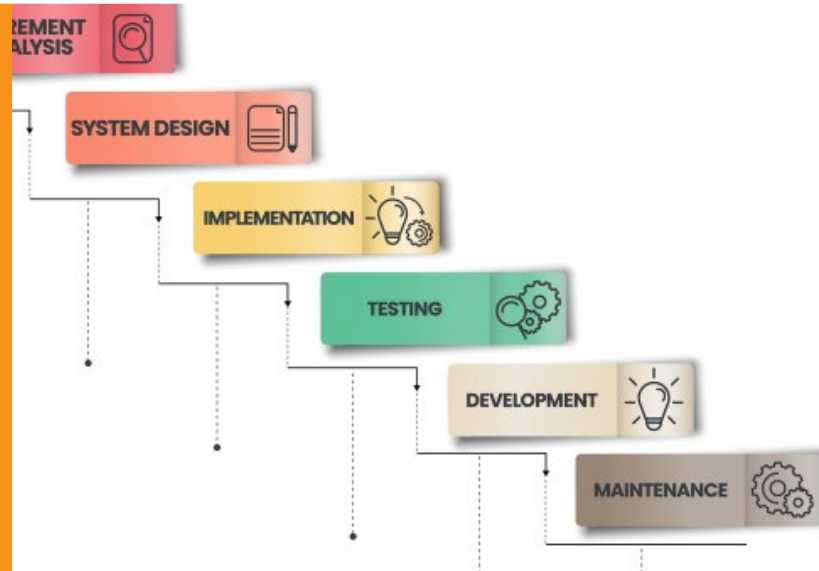 REMENT
ALYSIS
SYSTEM DESIGN
IMPLEMENTATION
TESTING
DEVELOPMENT
MAINTENANCE